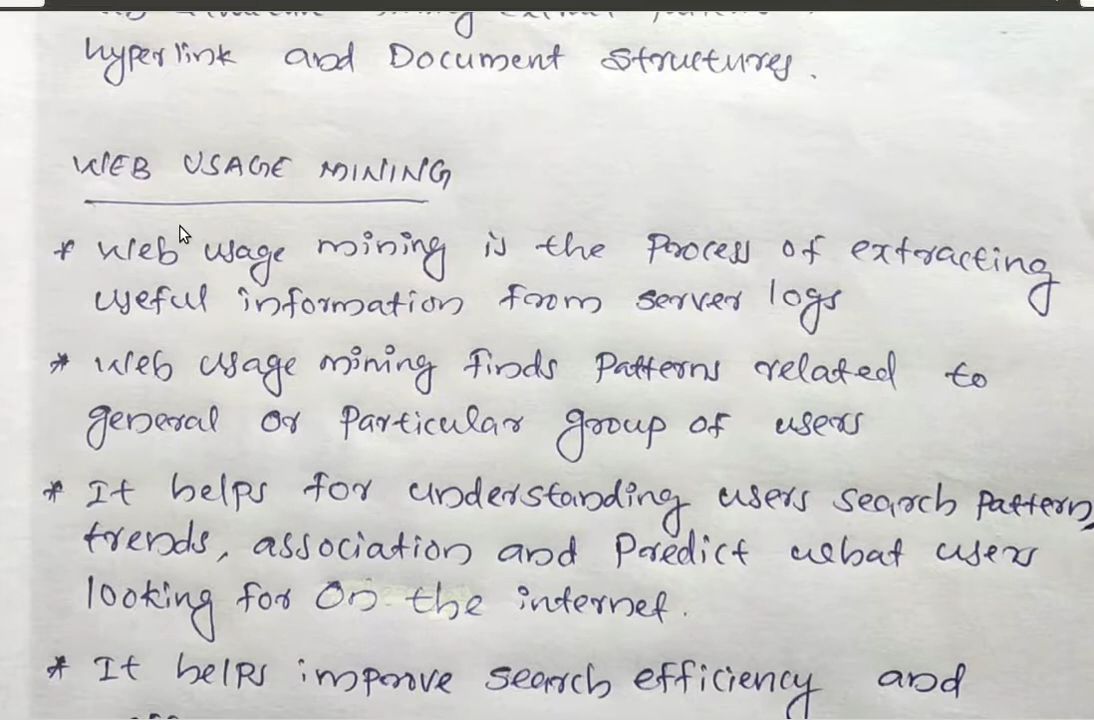 hyperlink and Document structures.
WEB USAGE MINING
* Web usage mining is the process of extracting
useful information from server logs
* Web usage mining finds Patterns related to
general or Particular group of users
* It helps for understanding users search Pattern,
trends, association and Predict what users
looking for On the internet.
* It helps improve search efficiency and